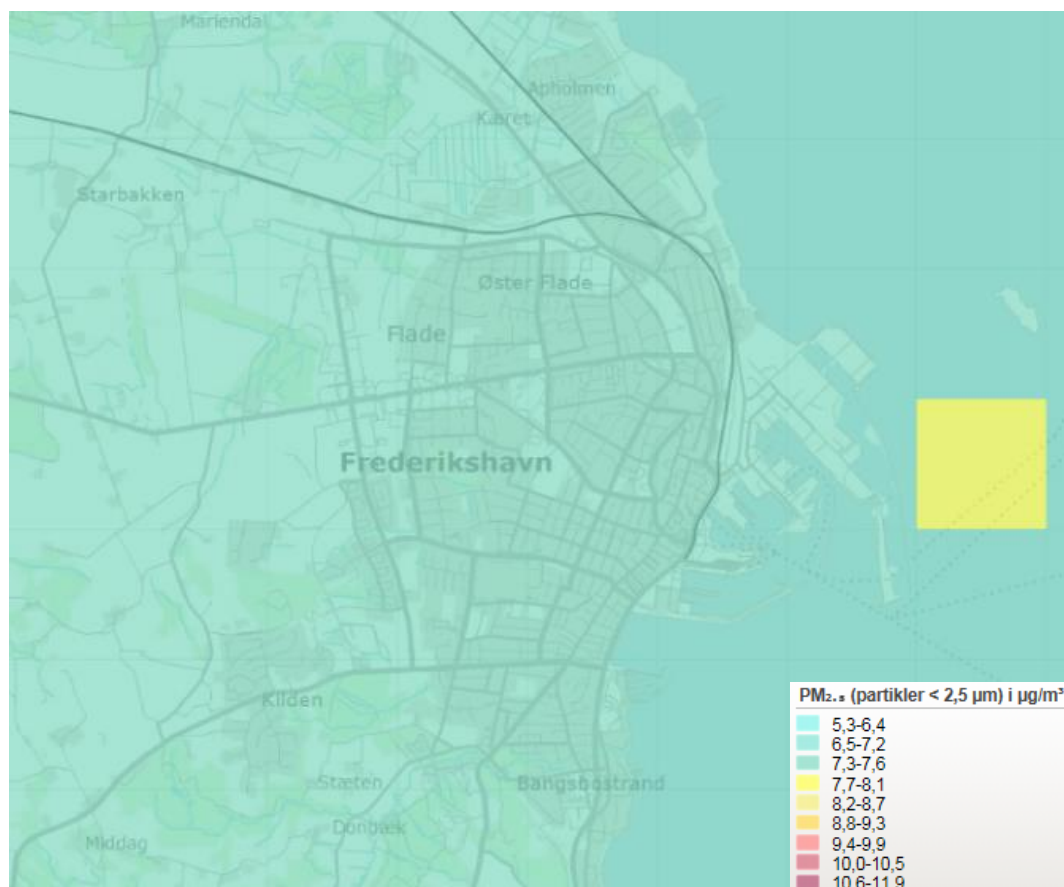 Mariendal
Apholmen
Kæret
Starbakken
Øster Flade
Flade
Frederikshavn
Kilden
Stæten
Bangsbostrand
Donbæk
Middag
PM₂.₅ (partikler < 2,5 µm) i µg/m³
5,3-6,4
6,5-7,2
7,3-7,6
7,7-8,1
8,2-8,7
8,8-9,3
9,4-9,9
10,0-10,5
10,6-11,9